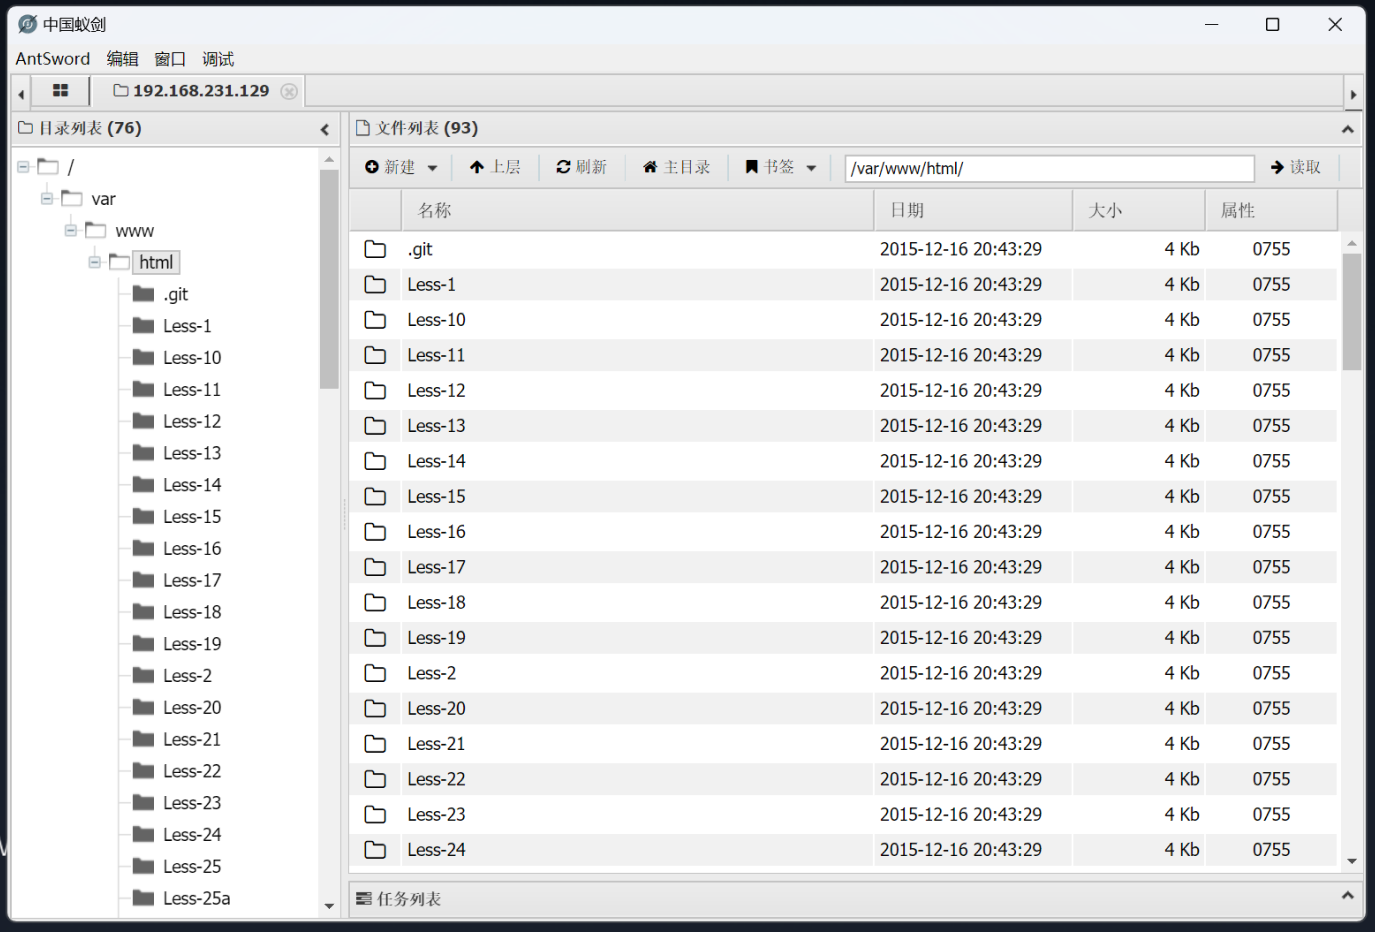 中国蚁剑
AntSword 编辑 窗口 调试
192.168.231.129
目录列表 (76)
/
var
www
html
.git
Less-1
Less-10
Less-11
Less-12
Less-13
Less-14
Less-15
Less-16
Less-17
Less-18
Less-19
Less-2
Less-20
Less-21
Less-22
Less-23
Less-24
Less-25
Less-25a
文件列表 (93)
新建 上层 刷新 主目录 书签 /var/www/html/ 读取
名称 日期 大小 属性
.git 2015-12-16 20:43:29 4 Kb 0755
Less-1 2015-12-16 20:43:29 4 Kb 0755
Less-10 2015-12-16 20:43:29 4 Kb 0755
Less-11 2015-12-16 20:43:29 4 Kb 0755
Less-12 2015-12-16 20:43:29 4 Kb 0755
Less-13 2015-12-16 20:43:29 4 Kb 0755
Less-14 2015-12-16 20:43:29 4 Kb 0755
Less-15 2015-12-16 20:43:29 4 Kb 0755
Less-16 2015-12-16 20:43:29 4 Kb 0755
Less-17 2015-12-16 20:43:29 4 Kb 0755
Less-18 2015-12-16 20:43:29 4 Kb 0755
Less-19 2015-12-16 20:43:29 4 Kb 0755
Less-2 2015-12-16 20:43:29 4 Kb 0755
Less-20 2015-12-16 20:43:29 4 Kb 0755
Less-21 2015-12-16 20:43:29 4 Kb 0755
Less-22 2015-12-16 20:43:29 4 Kb 0755
Less-23 2015-12-16 20:43:29 4 Kb 0755
Less-24 2015-12-16 20:43:29 4 Kb 0755
任务列表